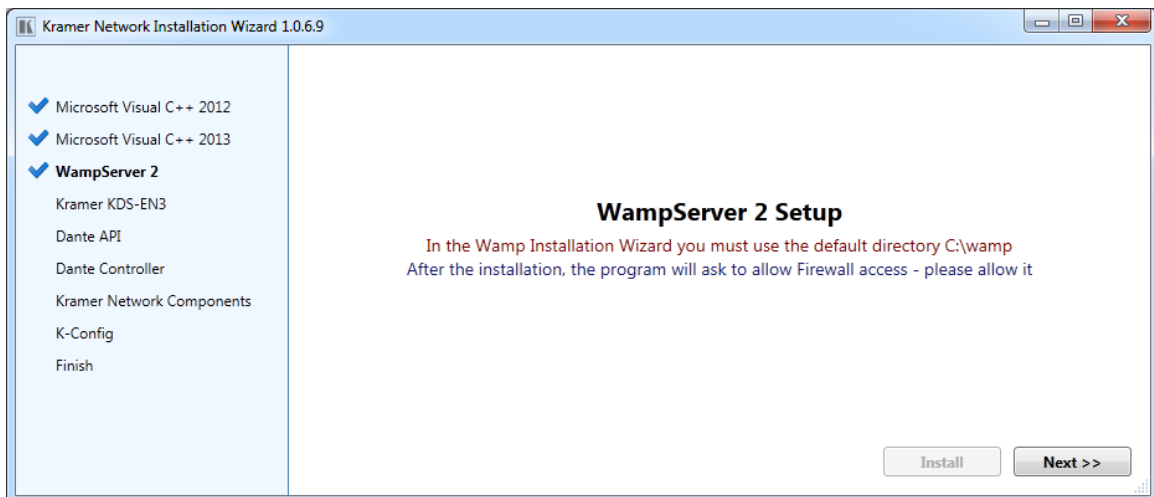 Kramer Network Installation Wizard 1.0.6.9
Microsoft Visual C++ 2012
Microsoft Visual C++ 2013
WampServer 2
Kramer KDS-EN3
Dante API
Dante Controller
Kramer Network Components
K-Config
Finish
WampServer 2 Setup
In the Wamp Installation Wizard you must use the default directory C:\wamp
After the installation, the program will ask to allow Firewall access - please allow it
Install
Next >>